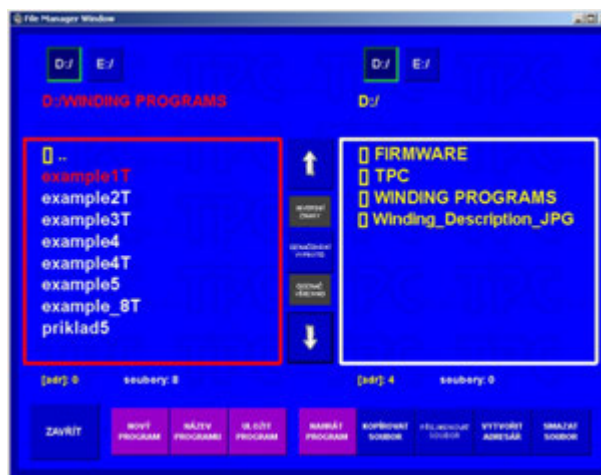 File Manager Window
D:/ E:/
D:/ E:/
D:/WINDING PROGRAMS
D:/
[] ..
example1T
example2T
example3T
example4
example4T
example5
example_8T
priklad5
[] FIRMWARE
[] TPC
[] WINDING PROGRAMS
[] Winding_Description_JPG
[adr]: 0 soubory: 8
[adr]: 4 soubory: 0
ZAVŘÍT
NOVÝ PROGRAM
NÁZEV PROGRAMU
ULOŽIT PROGRAM
NAHRÁT PROGRAM
KOPÍROVAT SOUBOR
PŘEJMENOVAT SOUBOR
VYTVOŘIT ADRESÁŘ
SMAZAT SOUBOR